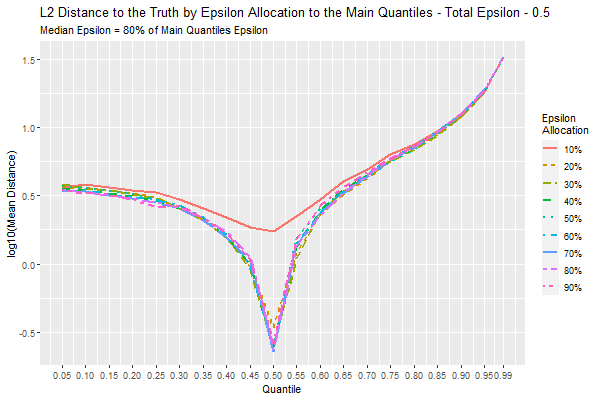 L2 Distance to the Truth by Epsilon Allocation to the Main Quantiles - Total Epsilon - 0.5
Median Epsilon = 80% of Main Quantiles Epsilon
log10(Mean Distance)
1.5
1.0
0.5
0.0
-0.5
0.05 0.10 0.15 0.20 0.25 0.30 0.35 0.40 0.45 0.50 0.55 0.60 0.65 0.70 0.75 0.80 0.85 0.90 0.95 0.99
Quantile
Epsilon
Allocation
10%
20%
30%
40%
50%
60%
70%
80%
90%